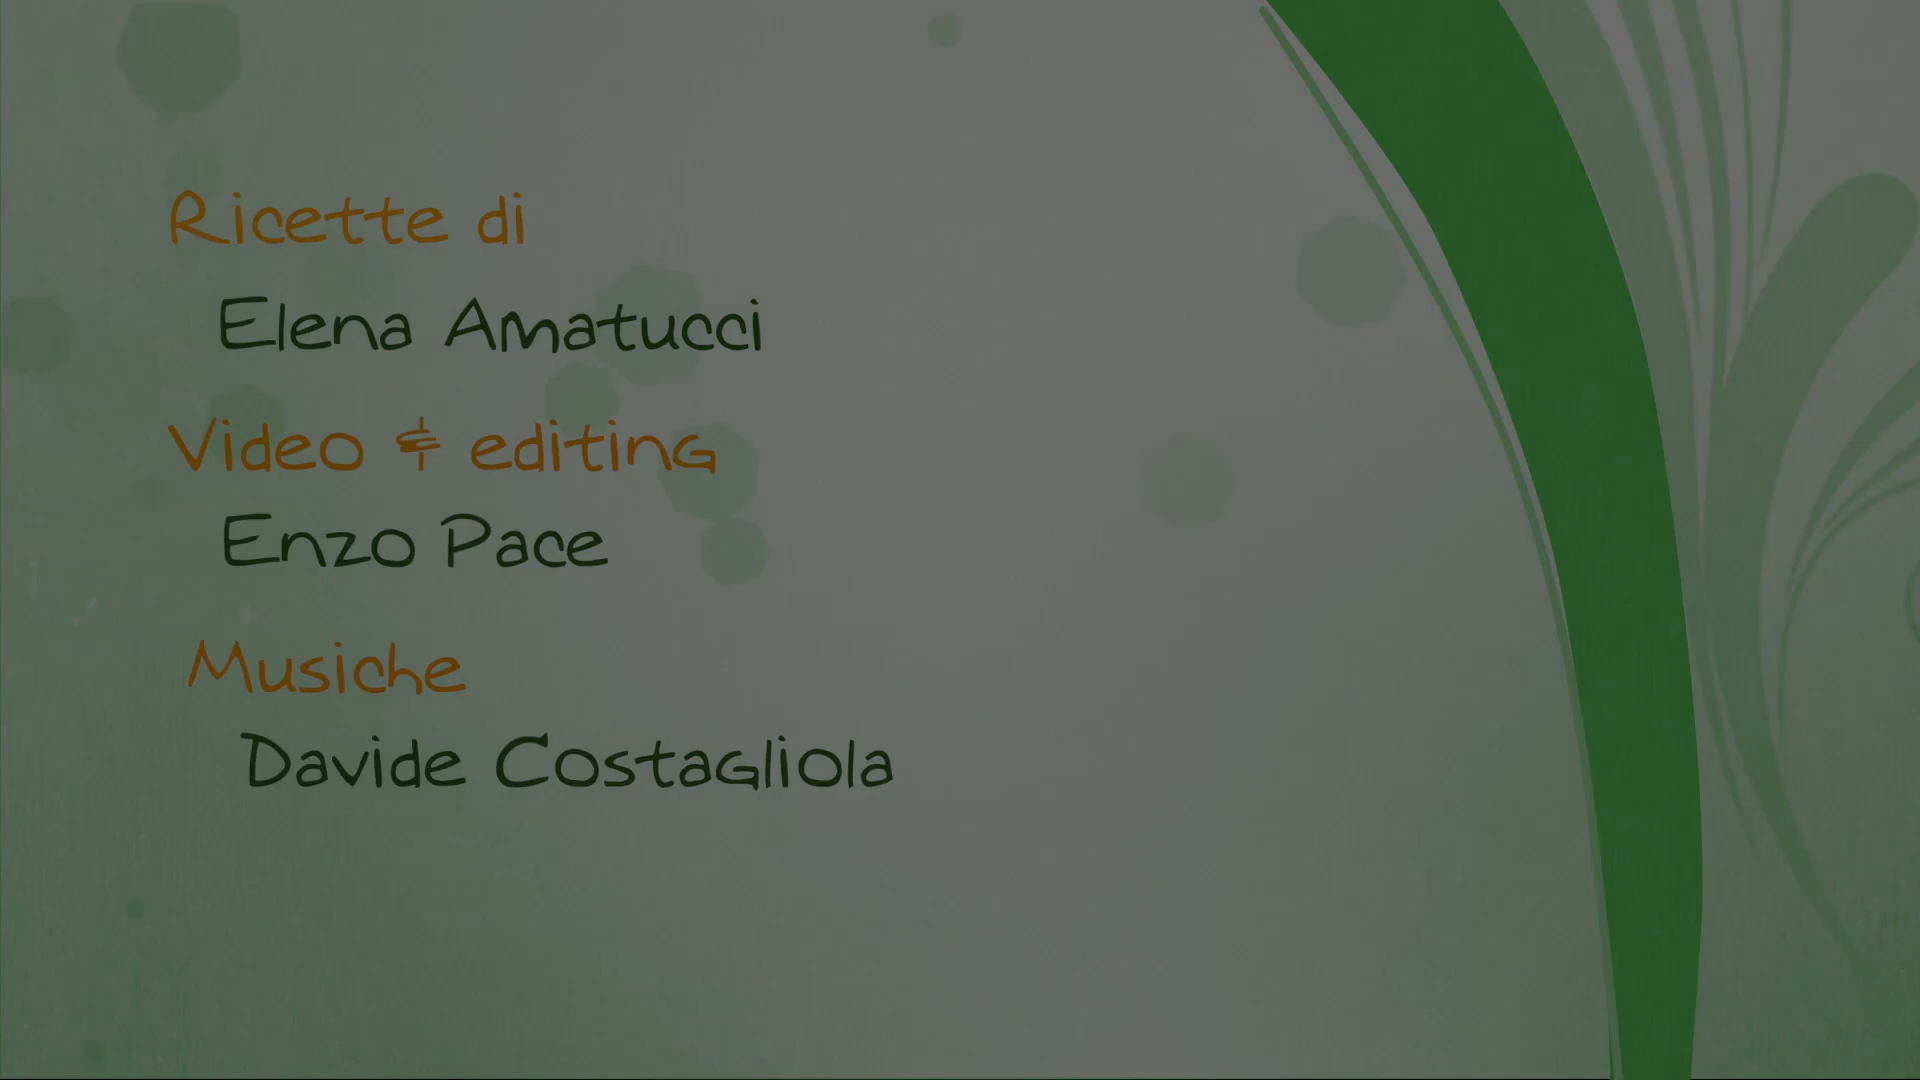 Ricette di
Elena Amatucci
Video & editing
Enzo Pace
Musiche
Davide Costagliola